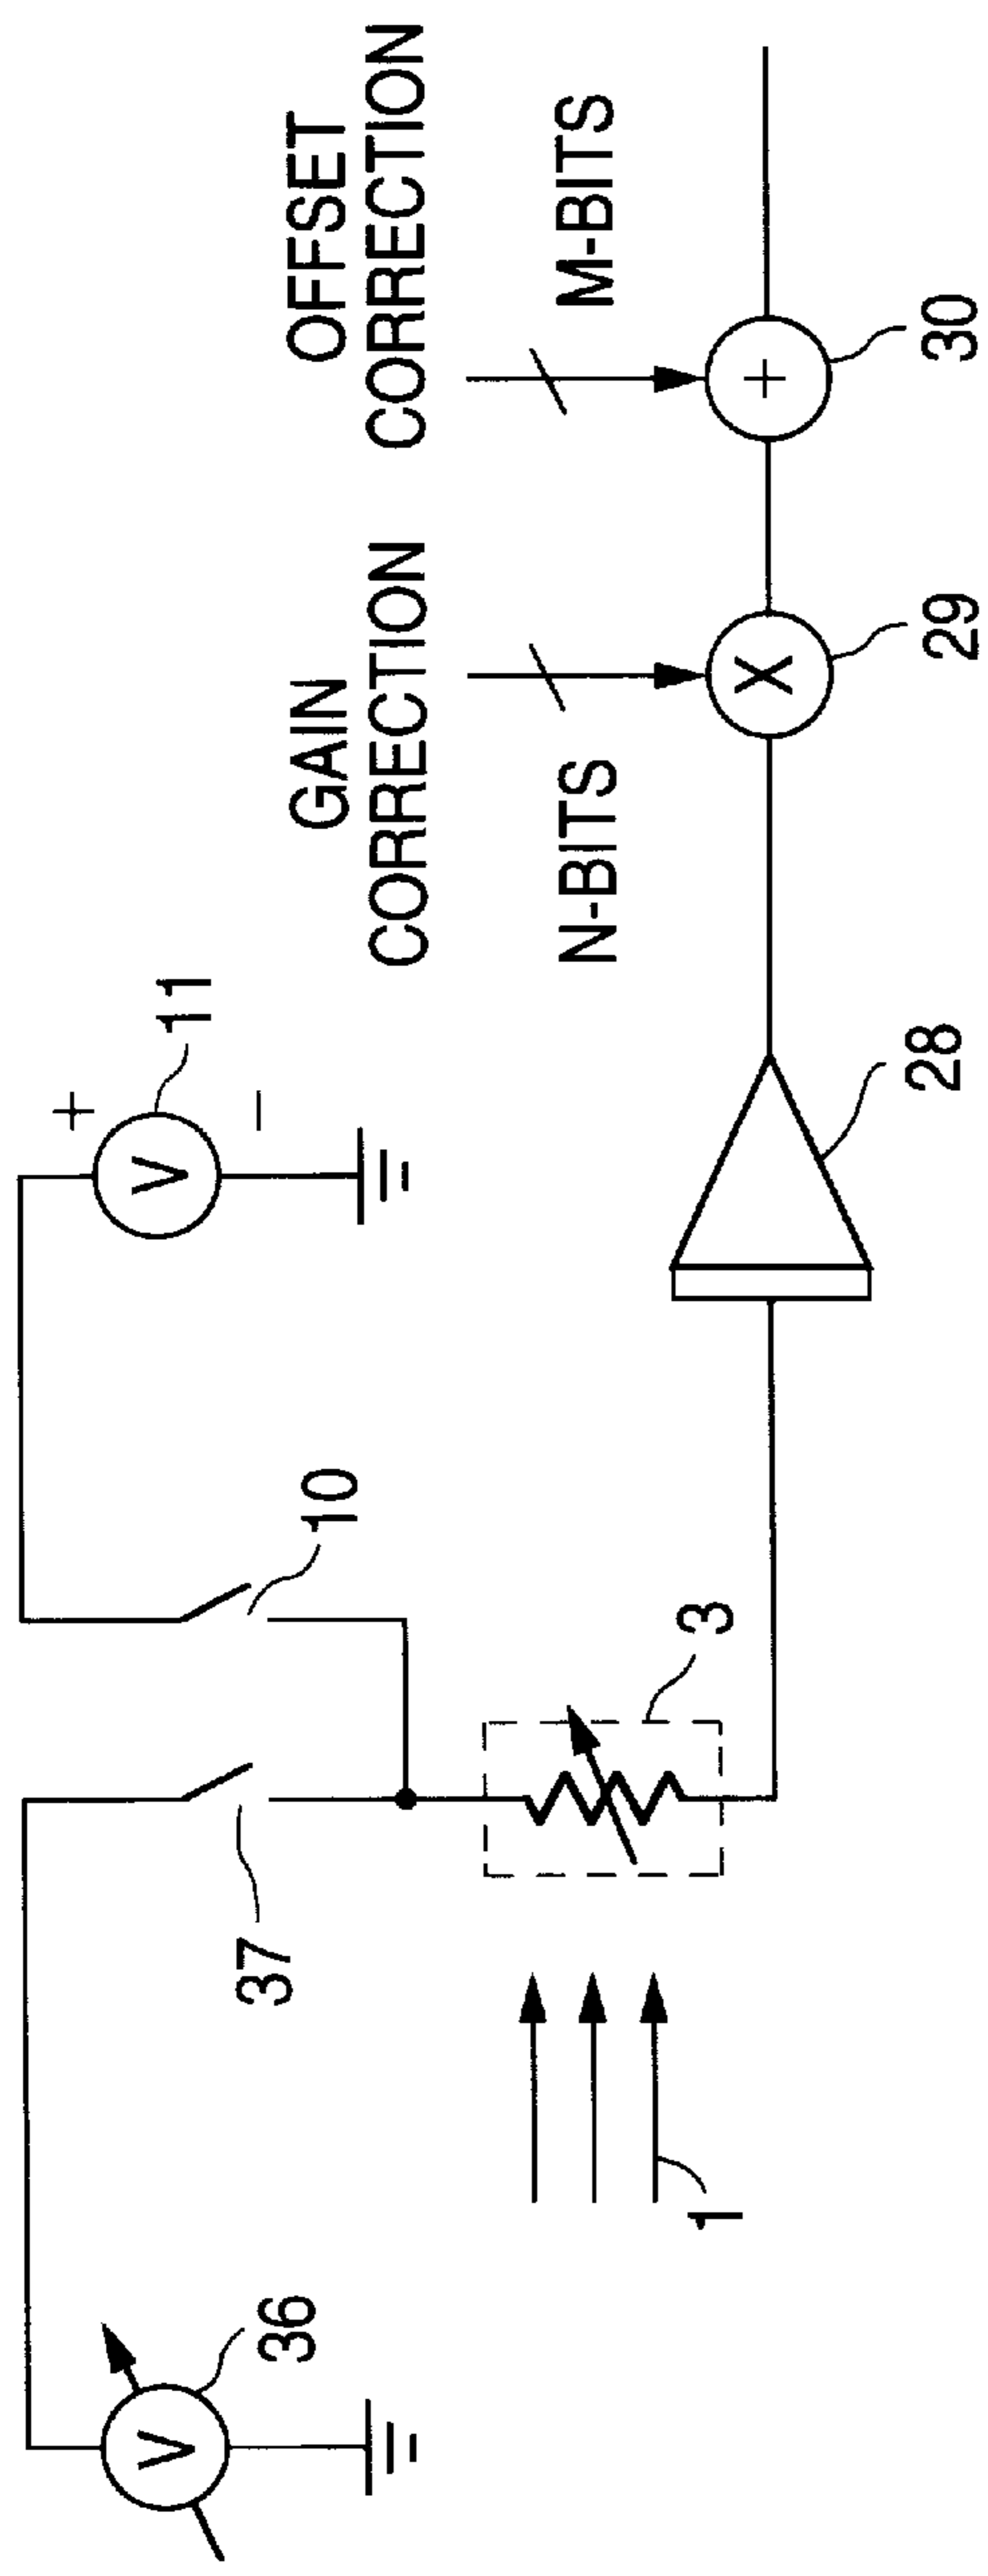 OFFSET
CORRECTION
M-BITS
GAIN
CORRECTION
N-BITS
+
30
X
29
28
V
+
−
11
10
37
3
1
V
36